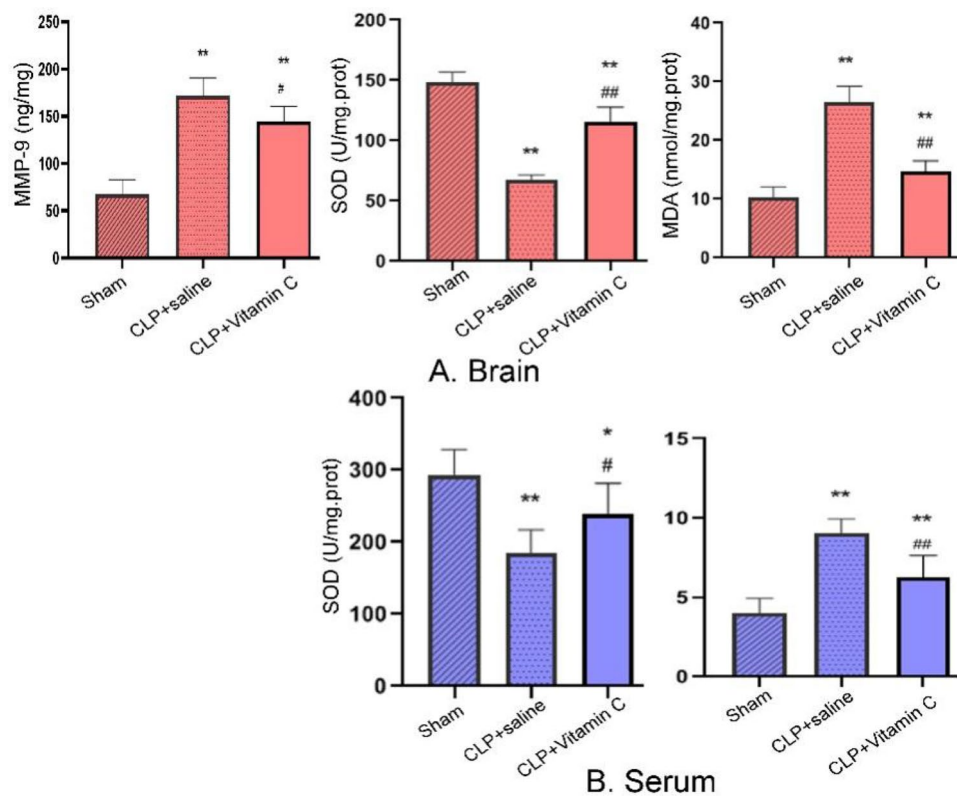 MMP-9 (ng/mg)
250
200
150
100
50
0
**
**
#
Sham
CLP+saline
CLP+Vitamin C
SOD (U/mg.prot)
200
150
100
50
0
**
**
##
Sham
CLP+saline
CLP+Vitamin C
MDA (nmol/mg.prot)
40
30
20
10
0
**
**
##
Sham
CLP+saline
CLP+Vitamin C
A. Brain
SOD (U/mg.prot)
400
300
200
100
0
**
*
#
Sham
CLP+saline
CLP+Vitamin C
15
10
5
0
**
**
##
Sham
CLP+saline
CLP+Vitamin C
B. Serum